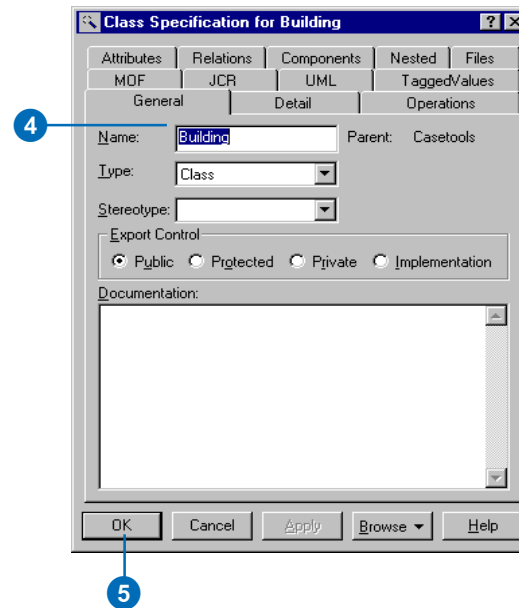 Class Specification for Building
Attributes Relations Components Nested Files
MOF JCR UML TaggedValues
General Detail Operations
4
Name: Building Parent: Casetools
Type: Class
Stereotype:
Export Control
Public Protected Private Implementation
Documentation:
OK Cancel Apply Browse Help
5